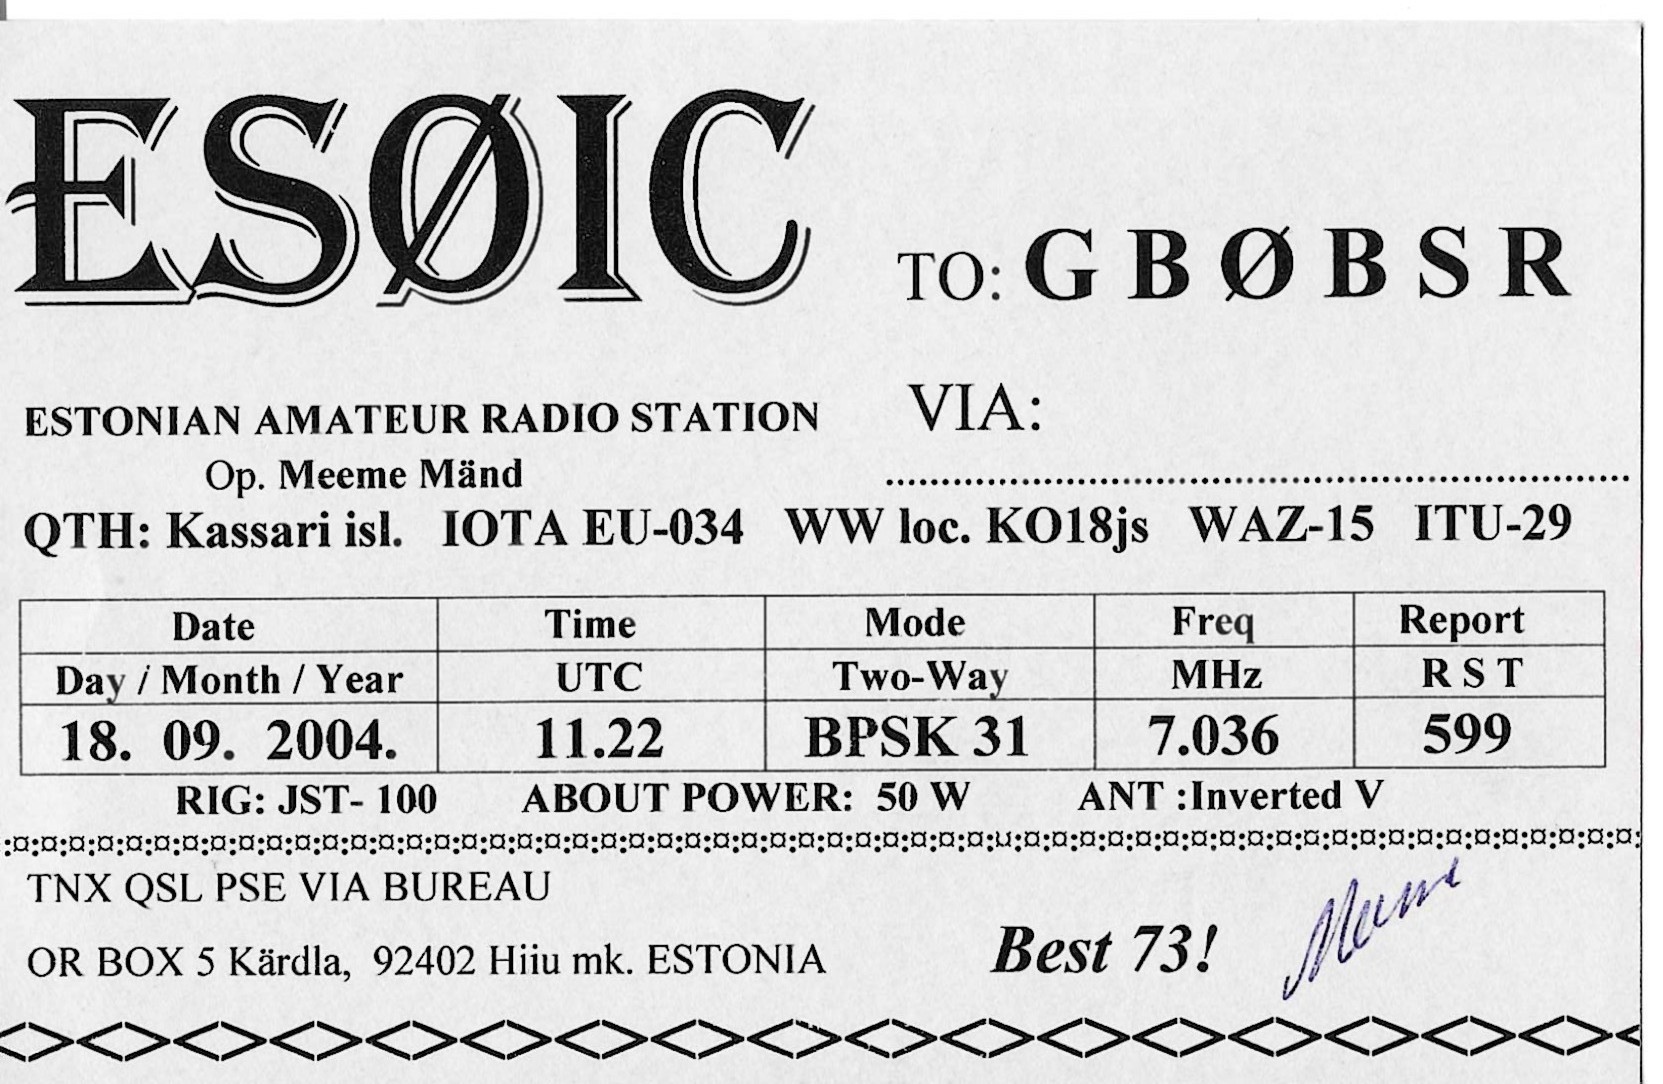 ESØIC
TO: G B Ø B S R
ESTONIAN AMATEUR RADIO STATION
VIA:
Op. Meeme Mänd
QTH: Kassari isl. IOTA EU-034 WW loc. KO18js WAZ-15 ITU-29
Date Time Mode Freq Report
Day / Month / Year UTC Two-Way MHz R S T
18. 09. 2004. 11.22 BPSK 31 7.036 599
RIG: JST- 100 ABOUT POWER: 50 W ANT :Inverted V
TNX QSL PSE VIA BUREAU
OR BOX 5 Kärdla, 92402 Hiiu mk. ESTONIA
Best 73!
Meeme